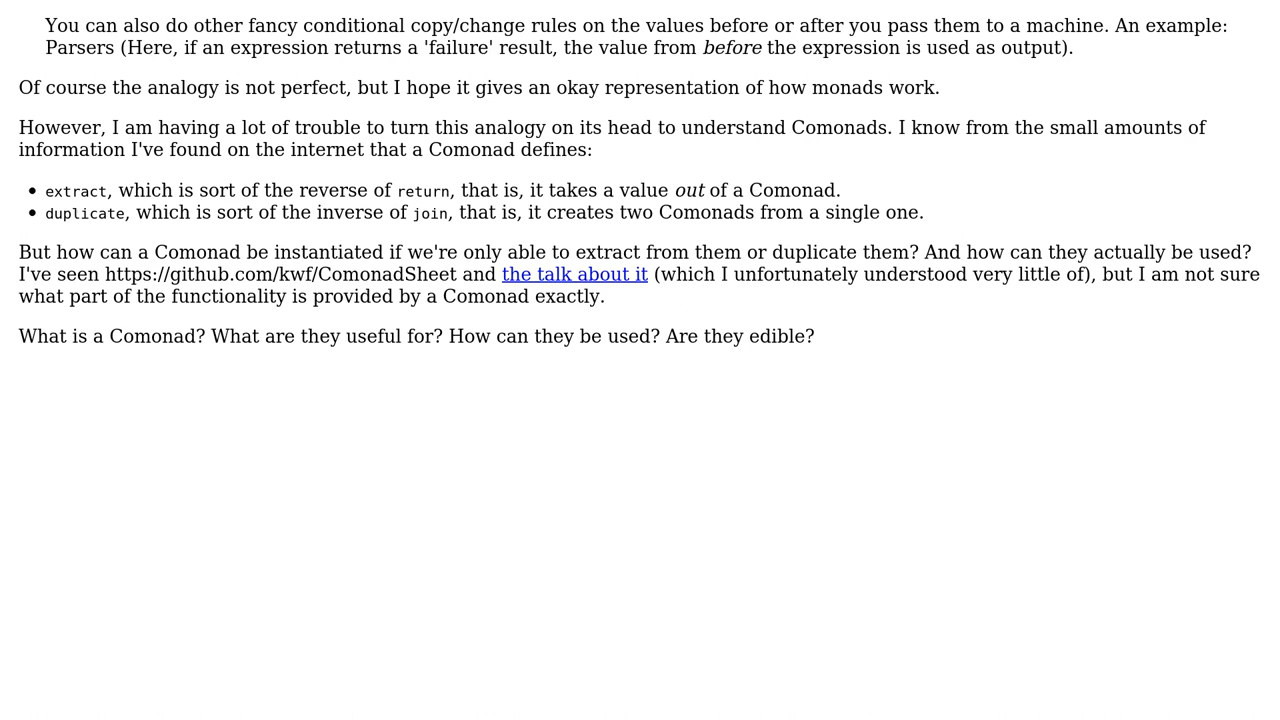 You can also do other fancy conditional copy/change rules on the values before or after you pass them to a machine. An example:
Parsers (Here, if an expression returns a 'failure' result, the value from before the expression is used as output).
Of course the analogy is not perfect, but I hope it gives an okay representation of how monads work.
However, I am having a lot of trouble to turn this analogy on its head to understand Comonads. I know from the small amounts of
information I've found on the internet that a Comonad defines:
• extract, which is sort of the reverse of return, that is, it takes a value out of a Comonad.
• duplicate, which is sort of the inverse of join, that is, it creates two Comonads from a single one.
But how can a Comonad be instantiated if we're only able to extract from them or duplicate them? And how can they actually be used?
I've seen https://github.com/kwf/ComonadSheet and the talk about it (which I unfortunately understood very little of), but I am not sure
what part of the functionality is provided by a Comonad exactly.
What is a Comonad? What are they useful for? How can they be used? Are they edible?